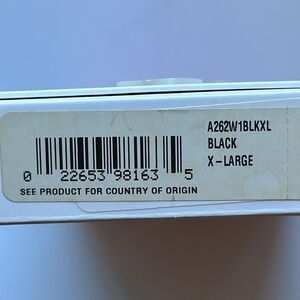 A262W1BLKXL
BLACK
X-LARGE
0 22653 98163 5
SEE PRODUCT FOR COUNTRY OF ORIGIN